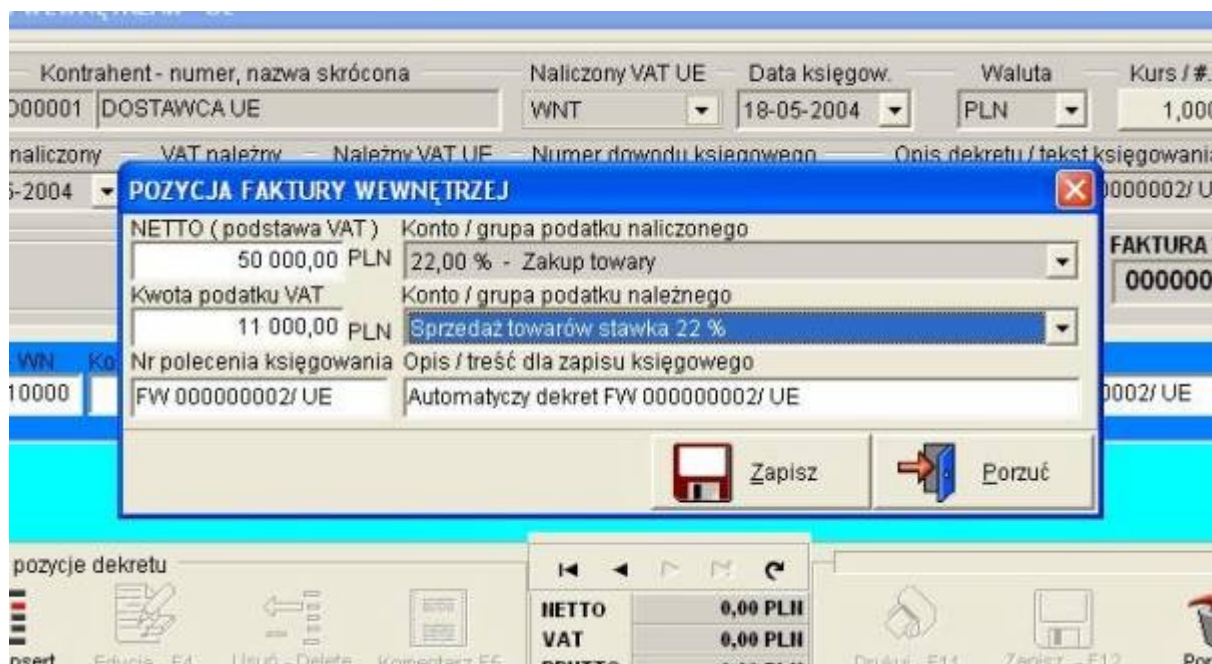 Kontrahent - numer, nazwa skrócona Naliczony VAT UE Data księgow. Waluta Kurs / #.
000001 DOSTAWCA UE WNT 18-05-2004 PLN 1,000
naliczony VAT należny Należny VAT UE Numer dowodu księgowego Opis dekretu / tekst księgowania
-2004 POZYCJA FAKTURY WEWNĘTRZEJ 0000002/ U
NETTO ( podstawa VAT ) Konto / grupa podatku naliczonego
50 000,00 PLN 22,00 % - Zakup towary FAKTURA
Kwota podatku VAT Konto / grupa podatku należnego 000000
11 000,00 PLN Sprzedaż towarów stawka 22 %
WN Ko Nr polecenia księgowania Opis / treść dla zapisu księgowego
10000 FW 000000002/ UE Automatyczy dekret FW 000000002/ UE 0002/ UE
Zapisz Porzuć
pozycje dekretu
NETTO 0,00 PLN
VAT 0,00 PLN
Edycja - F4 Usuń - Delete Komentarz F5 Drukuj - F11 Zapisz - F12